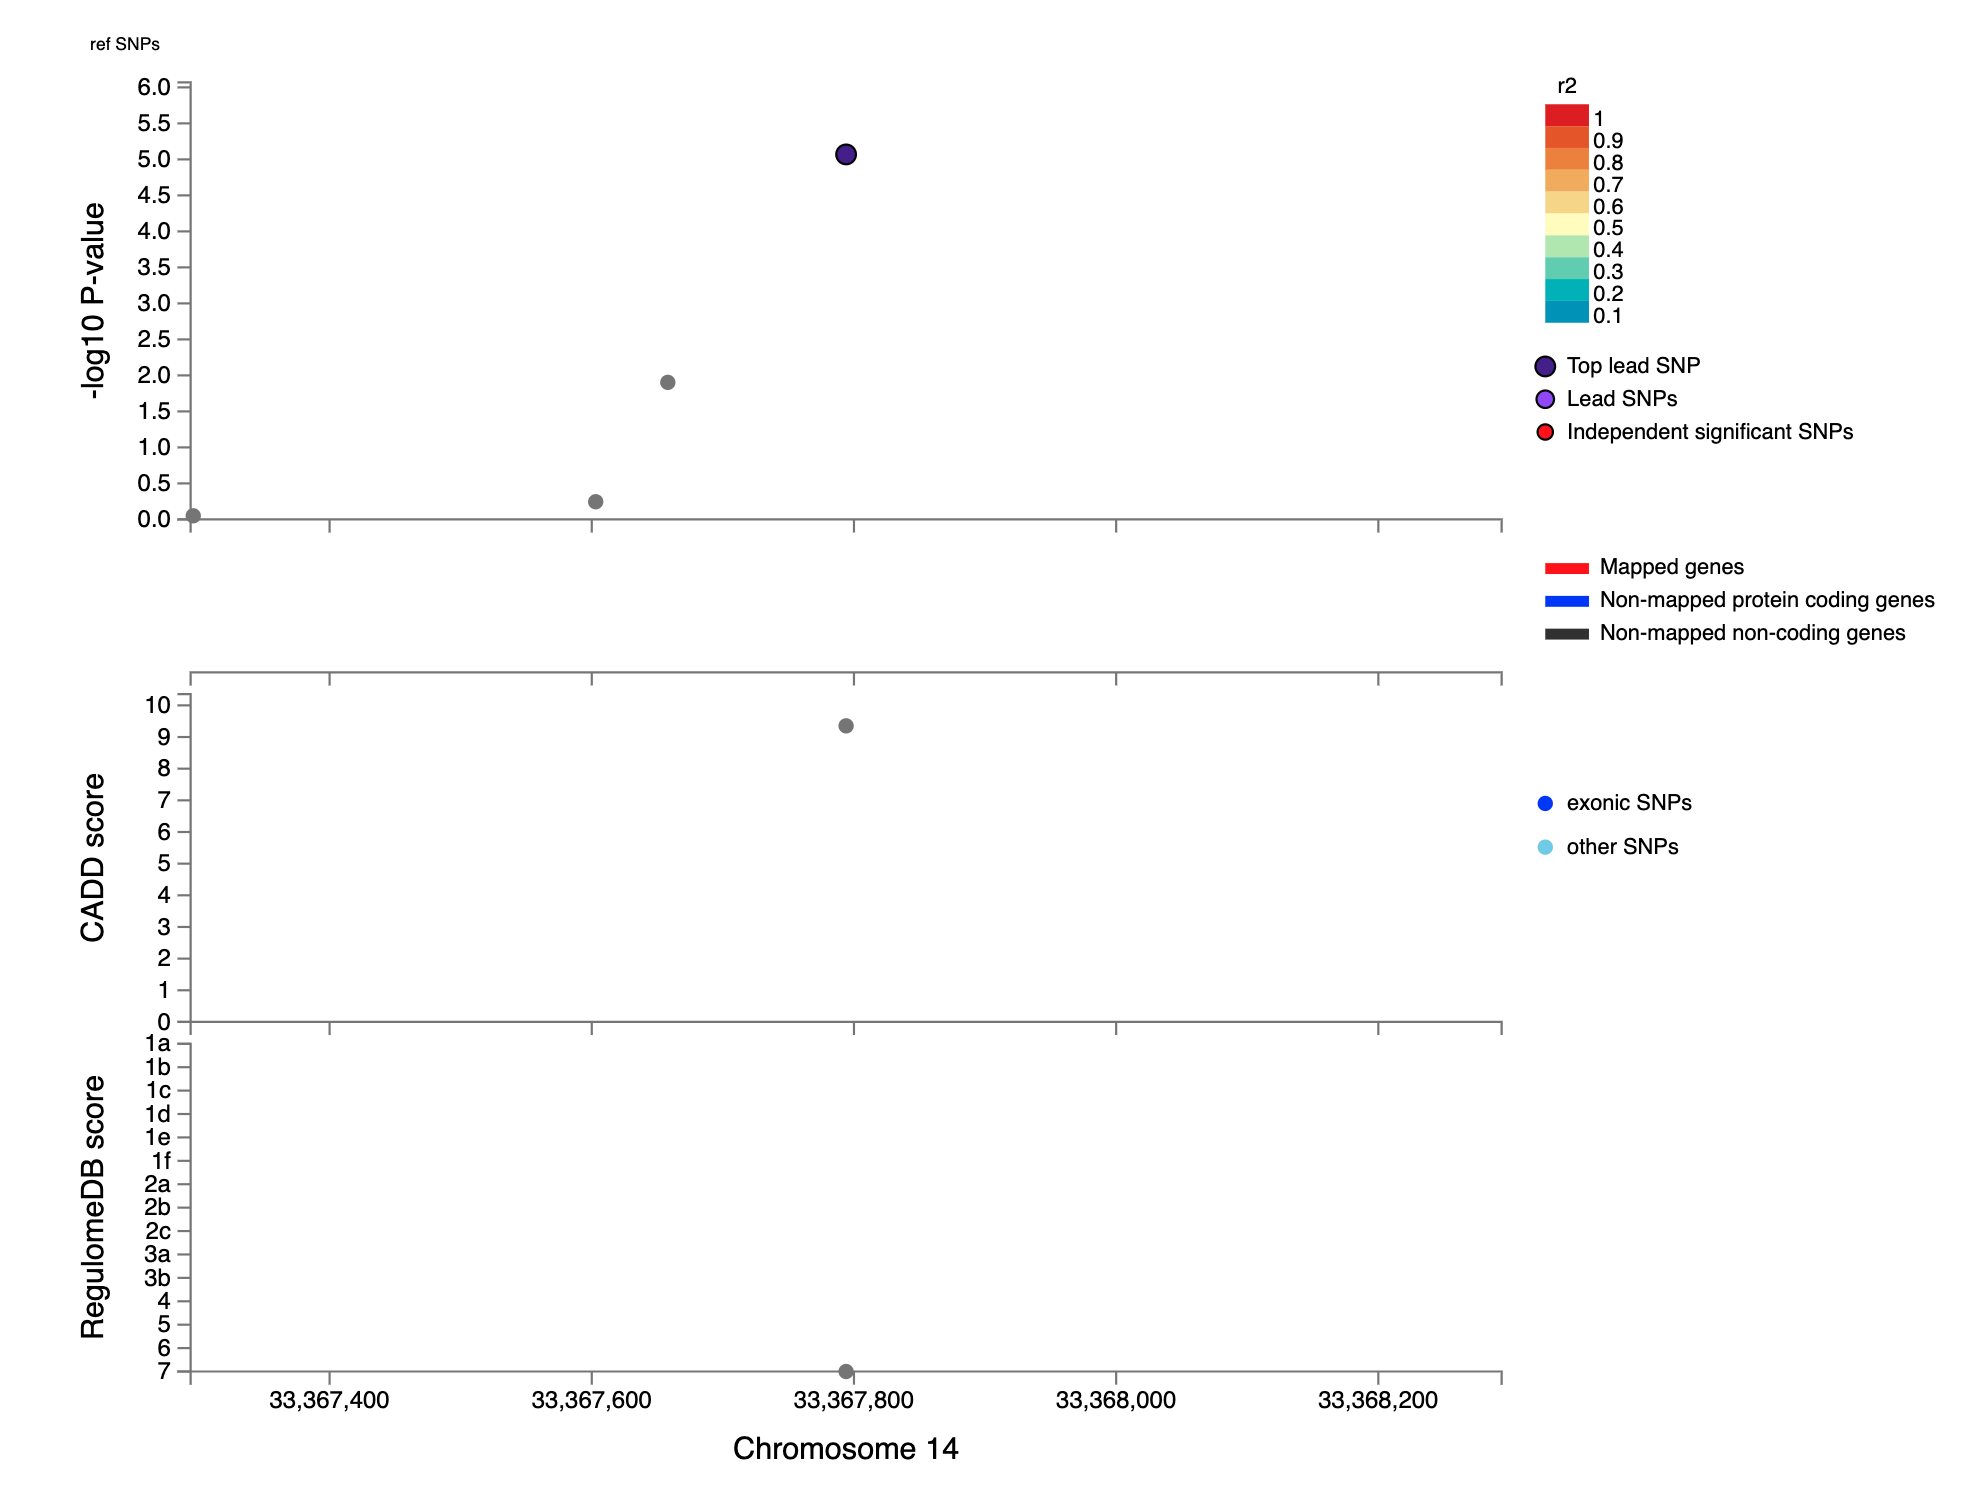 ref SNPs
-log10 P-value
6.0
5.5
5.0
4.5
4.0
3.5
3.0
2.5
2.0
1.5
1.0
0.5
0.0
r2
1
0.9
0.8
0.7
0.6
0.5
0.4
0.3
0.2
0.1
Top lead SNP
Lead SNPs
Independent significant SNPs
Mapped genes
Non-mapped protein coding genes
Non-mapped non-coding genes
CADD score
10
9
8
7
6
5
4
3
2
1
0
exonic SNPs
other SNPs
RegulomeDB score
1a
1b
1c
1d
1e
1f
2a
2b
2c
3a
3b
4
5
6
7
33,367,400 33,367,600 33,367,800 33,368,000 33,368,200
Chromosome 14